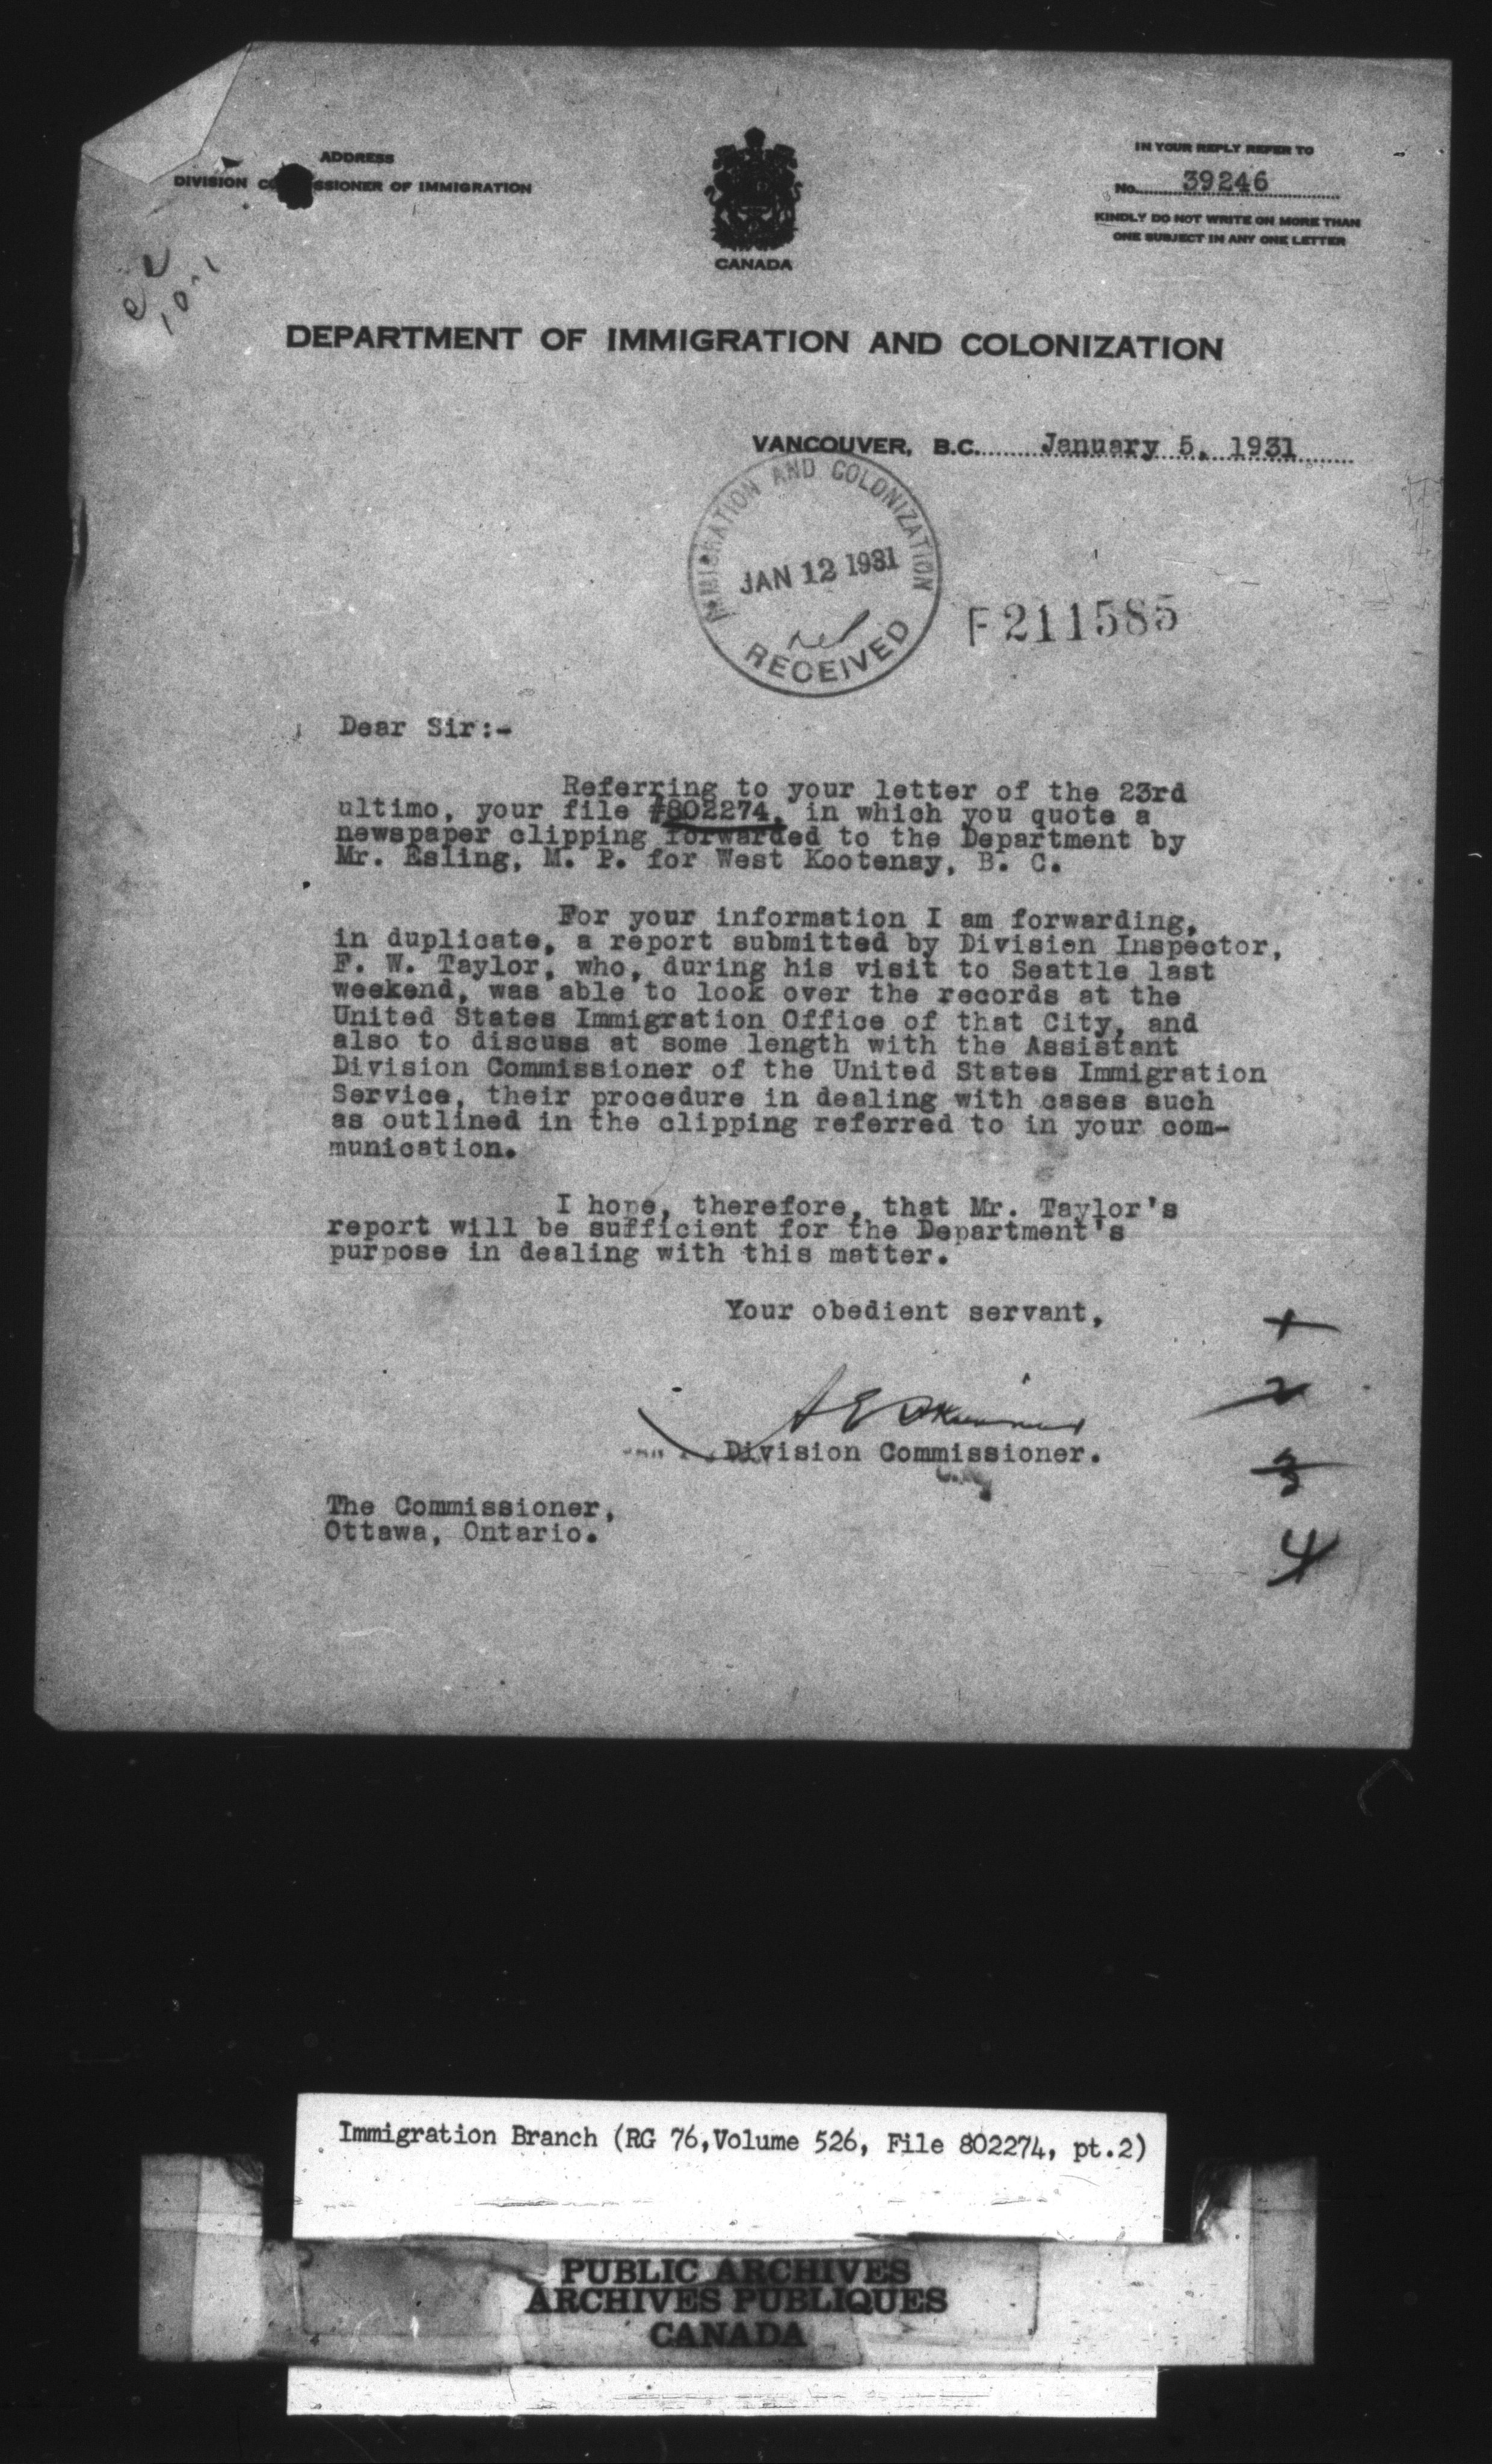 ADDRESS
DIVISION COMMISSIONER OF IMMIGRATION
CANADA
IN YOUR REPLY REFER TO
No. 39246
KINDLY DO NOT WRITE ON MORE THAN
ONE SUBJECT IN ANY ONE LETTER
DEPARTMENT OF IMMIGRATION AND COLONIZATION
VANCOUVER, B.C. January 5, 1931
IMMIGRATION AND COLONIZATION
JAN 12 1931
RECEIVED
F211585
Dear Sir:-
Referring to your letter of the 23rd
ultimo, your file #802274, in which you quote a
newspaper clipping forwarded to the Department by
Mr. Esling, M. P. for West Kootenay, B. C.
For your information I am forwarding,
in duplicate, a report submitted by Division Inspector,
F. W. Taylor, who, during his visit to Seattle last
weekend, was able to look over the records at the
United States Immigration Office of that City, and
also to discuss at some length with the Assistant
Division Commissioner of the United States Immigration
Service, their procedure in dealing with cases such
as outlined in the clipping referred to in your com-
munication.
I hope, therefore, that Mr. Taylor's
report will be sufficient for the Department's
purpose in dealing with this matter.
Your obedient servant,
Division Commissioner.
The Commissioner,
Ottawa, Ontario.
1
2
3
4
Immigration Branch (RG 76, Volume 526, File 802274, pt.2)
PUBLIC ARCHIVES
ARCHIVES PUBLIQUES
CANADA